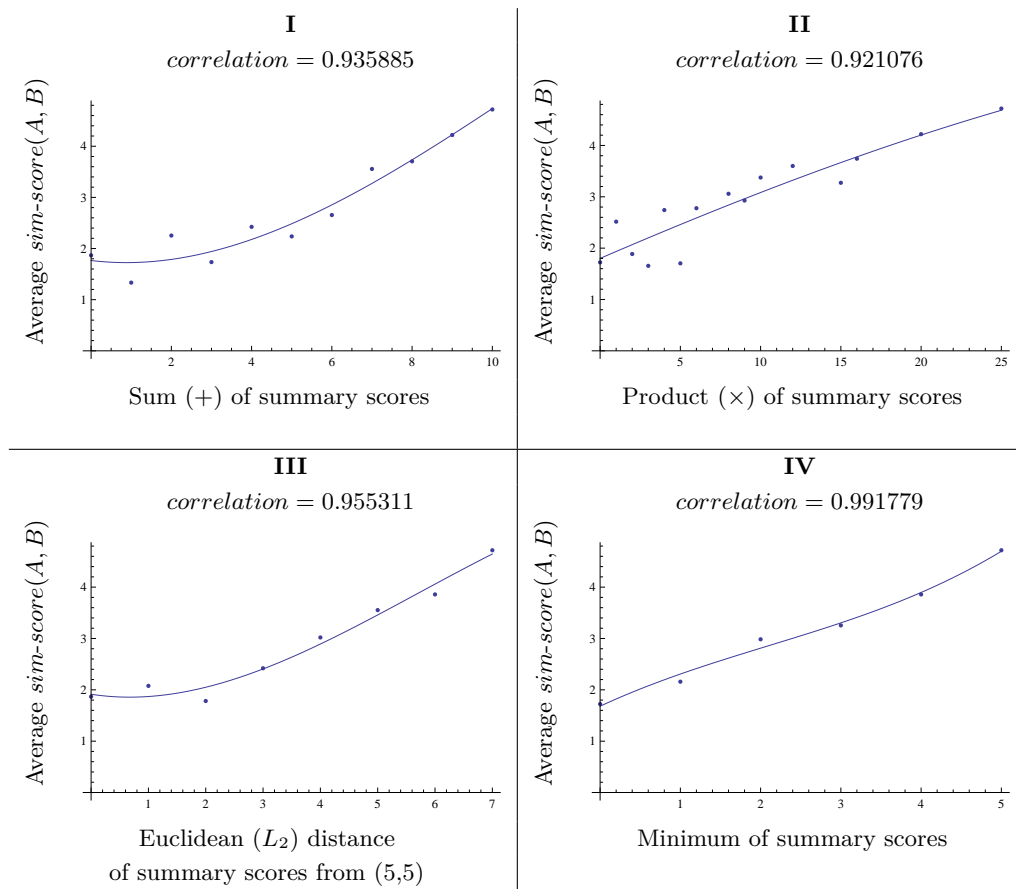 I
correlation = 0.935885
Average sim-score(A, B)
4
3
2
1
2 4 6 8 10
Sum (+) of summary scores
II
correlation = 0.921076
Average sim-score(A, B)
4
3
2
1
5 10 15 20 25
Product (×) of summary scores
III
correlation = 0.955311
Average sim-score(A, B)
4
3
2
1
1 2 3 4 5 6 7
Euclidean (L₂) distance
of summary scores from (5,5)
IV
correlation = 0.991779
Average sim-score(A, B)
4
3
2
1
1 2 3 4 5
Minimum of summary scores